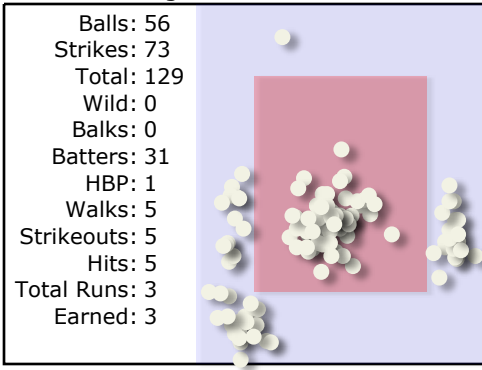 Balls: 56
Strikes: 73
Total: 129
Wild: 0
Balks: 0
Batters: 31
HBP: 1
Walks: 5
Strikeouts: 5
Hits: 5
Total Runs: 3
Earned: 3